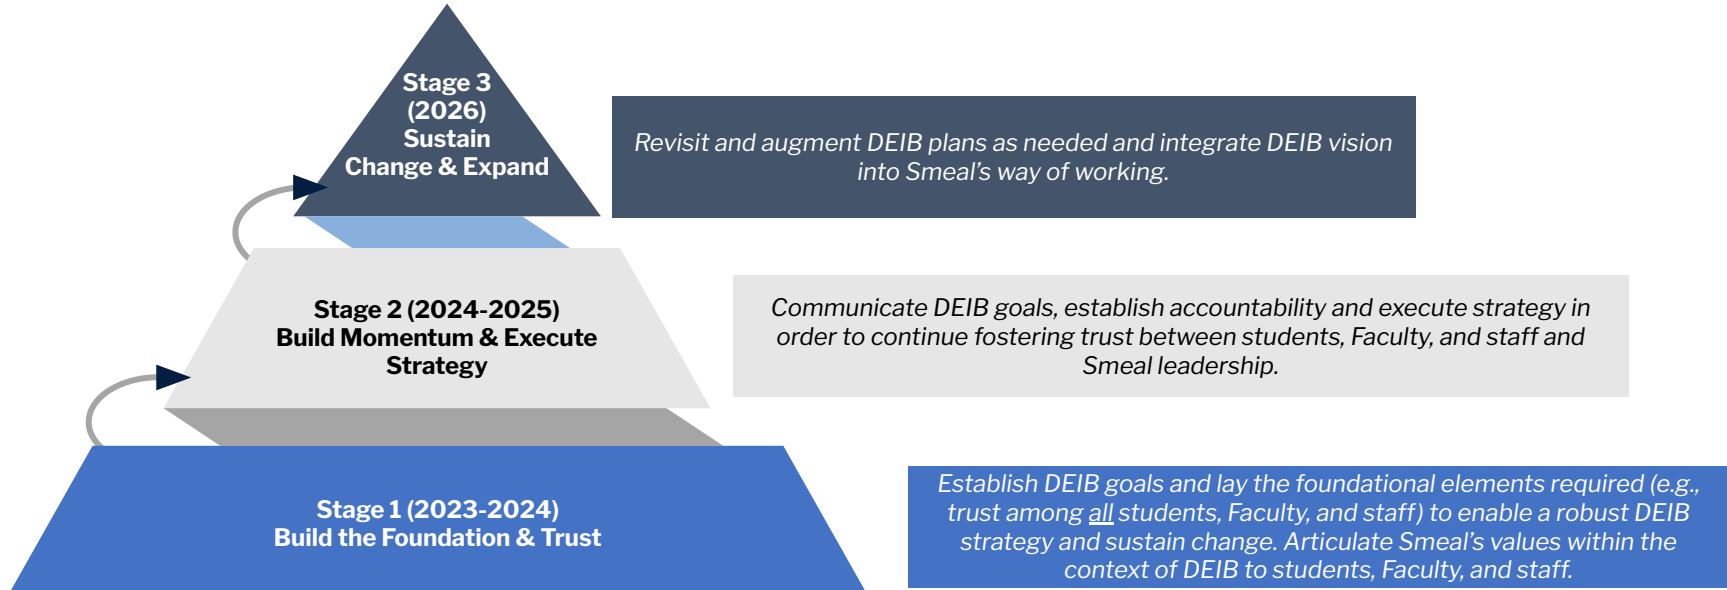 Stage 3
(2026)
Sustain
Change & Expand
Revisit and augment DEIB plans as needed and integrate DEIB vision
into Smeal’s way of working.
Stage 2 (2024-2025)
Build Momentum & Execute
Strategy
Communicate DEIB goals, establish accountability and execute strategy in
order to continue fostering trust between students, Faculty, and staff and
Smeal leadership.
Stage 1 (2023-2024)
Build the Foundation & Trust
Establish DEIB goals and lay the foundational elements required (e.g.,
trust among all students, Faculty, and staff) to enable a robust DEIB
strategy and sustain change. Articulate Smeal’s values within the
context of DEIB to students, Faculty, and staff.